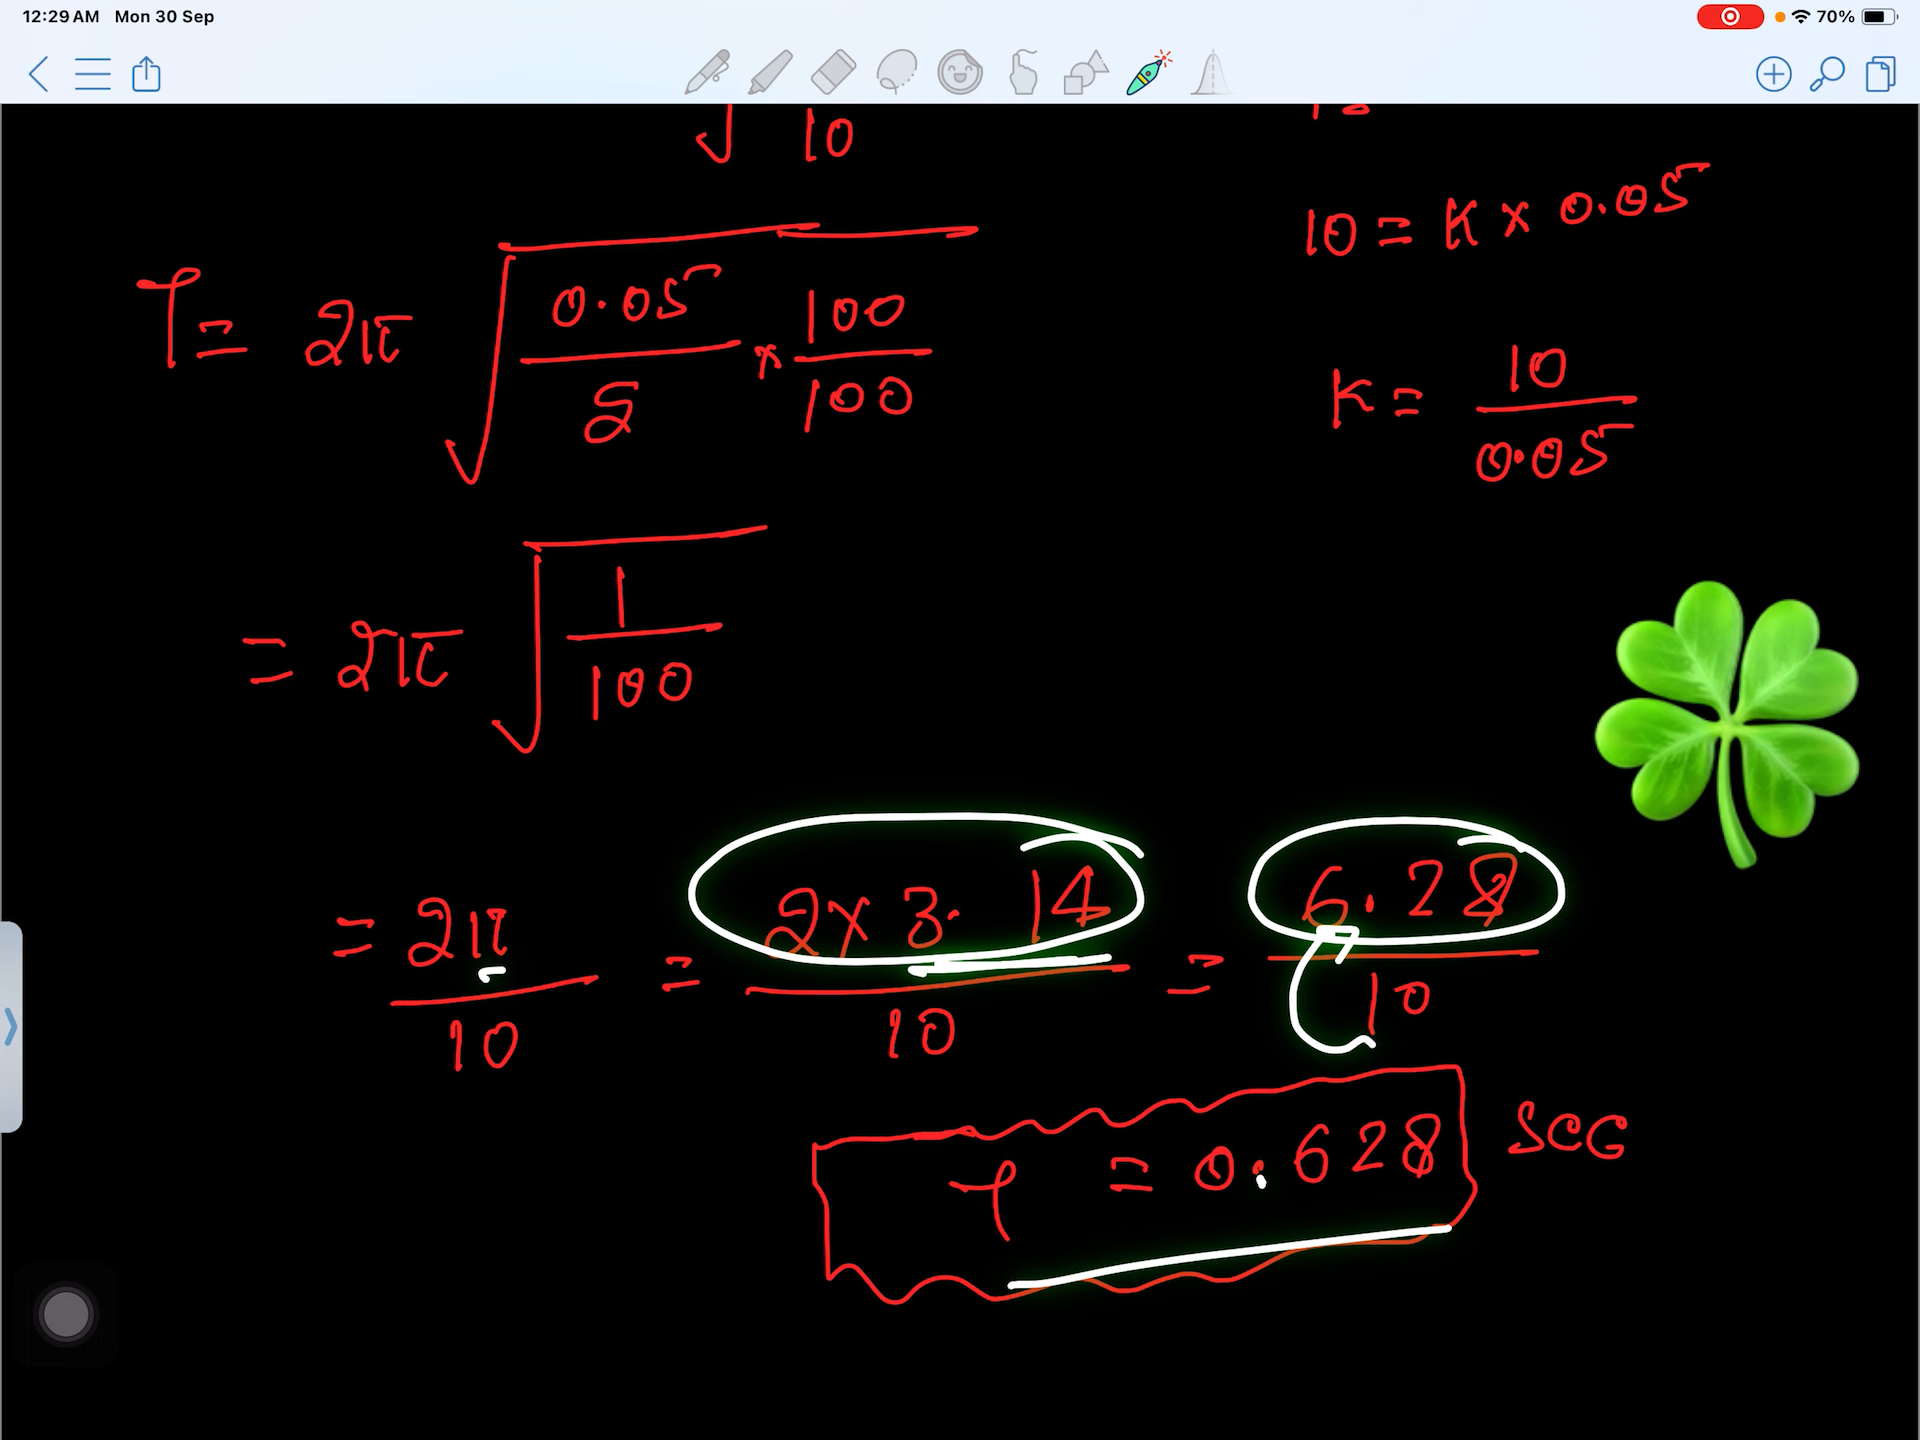 12:29 AM Mon 30 Sep
70%
√ 10
10 = K × 0.05
T = 2π √ 0.05/5 × 100/100
K = 10/0.05
= 2π √ 1/100
= 2π/10 = 2 × 3.14/10 = 6.28/10
T = 0.628 sec